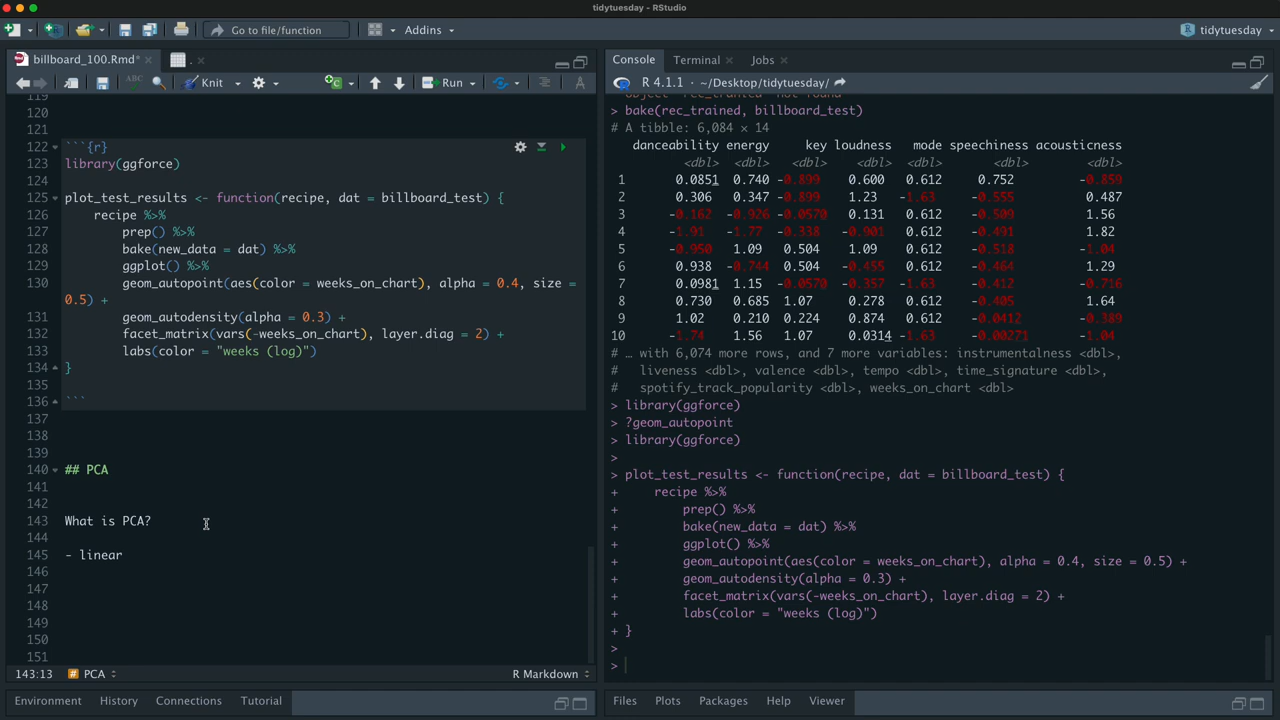 tidytuesday - RStudio
Go to file/function
Addins
tidytuesday
billboard_100.Rmd*
.
Knit
Run
119
120
121
122 ```{r}
123 library(ggforce)
124
125 plot_test_results <- function(recipe, dat = billboard_test) {
126 recipe %>%
127 prep() %>%
128 bake(new_data = dat) %>%
129 ggplot() %>%
130 geom_autopoint(aes(color = weeks_on_chart), alpha = 0.4, size =
0.5) +
131 geom_autodensity(alpha = 0.3) +
132 facet_matrix(vars(-weeks_on_chart), layer.diag = 2) +
133 labs(color = "weeks (log)")
134 }
135
136 ```
137
138
139
140 ## PCA
141
142
143 What is PCA?
144
145 - linear
146
147
148
149
150
151
143:13 # PCA R Markdown
Environment History Connections Tutorial
Console Terminal Jobs
R 4.1.1 · ~/Desktop/tidytuesday/
> bake(rec_trained, billboard_test)
# A tibble: 6,084 × 14
danceability energy key loudness mode speechiness acousticness
<dbl> <dbl> <dbl> <dbl> <dbl> <dbl> <dbl>
1 0.0851 0.740 -0.899 0.600 0.612 0.752 -0.859
2 0.306 0.347 -0.899 1.23 -1.63 -0.555 0.487
3 -0.162 -0.926 -0.0570 0.131 0.612 -0.509 1.56
4 -1.91 -1.77 -0.338 -0.901 0.612 -0.491 1.82
5 -0.950 1.09 0.504 1.09 0.612 -0.518 -1.04
6 0.938 -0.744 0.504 -0.455 0.612 -0.464 1.29
7 0.0981 1.15 -0.0570 -0.357 -1.63 -0.412 -0.716
8 0.730 0.685 1.07 0.278 0.612 -0.405 1.64
9 1.02 0.210 0.224 0.874 0.612 -0.0412 -0.389
10 -1.74 1.56 1.07 0.0314 -1.63 -0.00271 -1.04
# … with 6,074 more rows, and 7 more variables: instrumentalness <dbl>,
# liveness <dbl>, valence <dbl>, tempo <dbl>, time_signature <dbl>,
# spotify_track_popularity <dbl>, weeks_on_chart <dbl>
> library(ggforce)
> ?geom_autopoint
> library(ggforce)
>
> plot_test_results <- function(recipe, dat = billboard_test) {
+ recipe %>%
+ prep() %>%
+ bake(new_data = dat) %>%
+ ggplot() %>%
+ geom_autopoint(aes(color = weeks_on_chart), alpha = 0.4, size = 0.5) +
+ geom_autodensity(alpha = 0.3) +
+ facet_matrix(vars(-weeks_on_chart), layer.diag = 2) +
+ labs(color = "weeks (log)")
+ }
>
>
Files Plots Packages Help Viewer